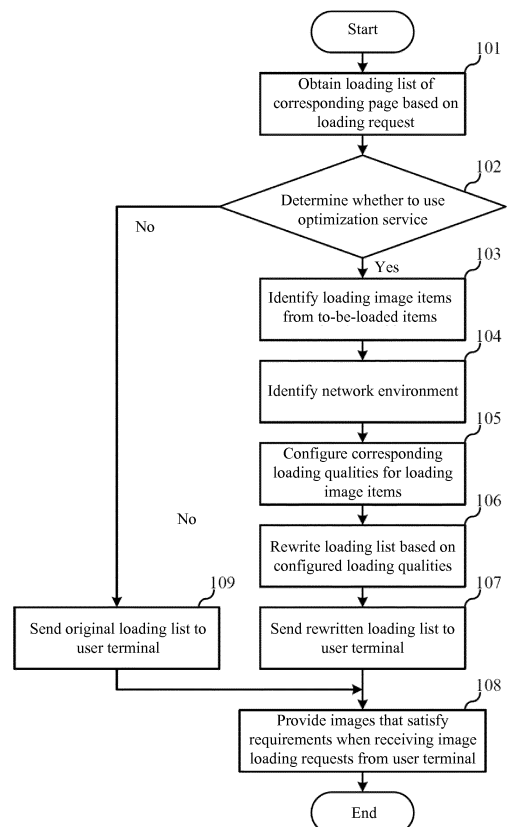 Start
101
Obtain loading list of
corresponding page based on
loading request
102
Determine whether to use
optimization service
No
Yes
103
Identify loading image items
from to-be-loaded items
104
Identify network environment
105
Configure corresponding
loading qualities for loading
image items
106
No
Rewrite loading list based on
configured loading qualities
109
Send original loading list to
user terminal
107
Send rewritten loading list to
user terminal
108
Provide images that satisfy
requirements when receiving image
loading requests from user terminal
End